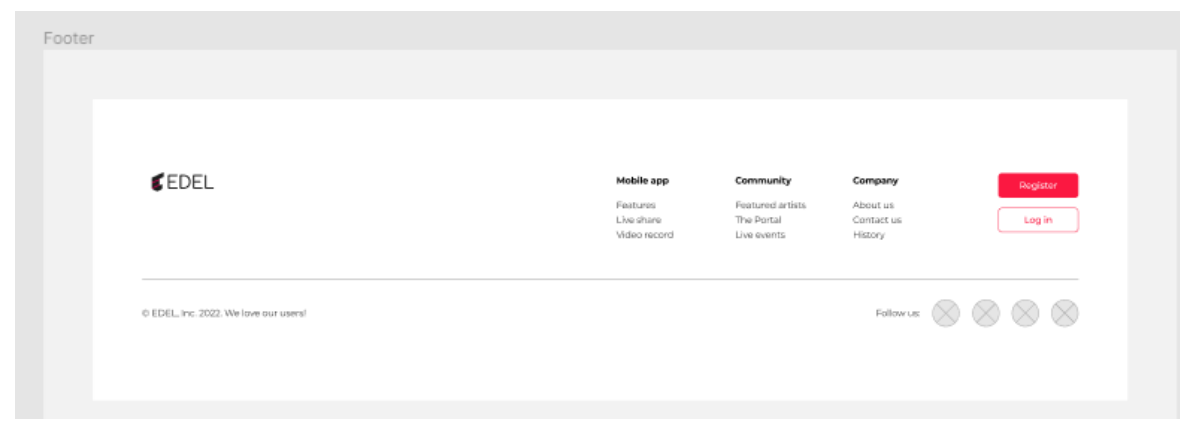 Footer
EDEL
Mobile app
Features
Live share
Video record
Community
Featured artists
The Portal
Live events
Company
About us
Contact us
History
Register
Log in
© EDEL, Inc. 2022. We love our users!
Follow us: